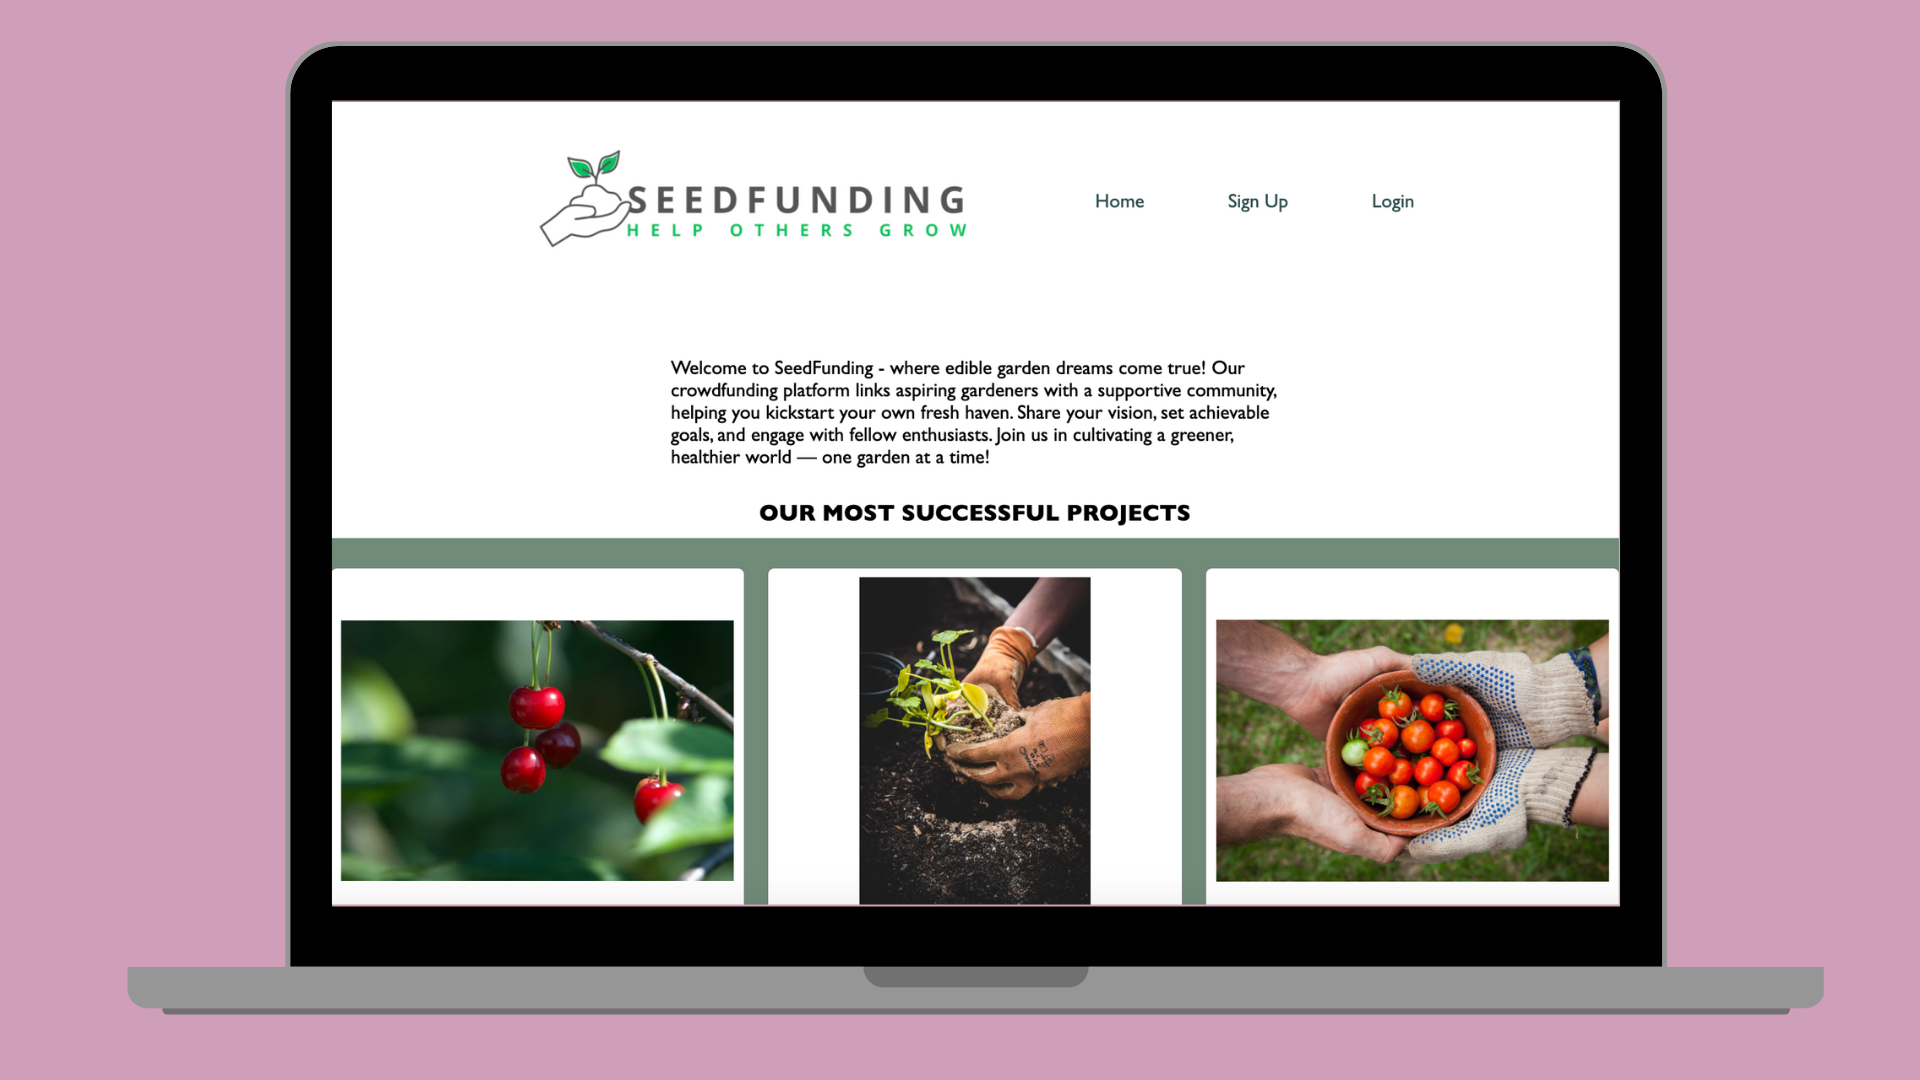 SEEDFUNDING
HELP OTHERS GROW
Home Sign Up Login
Welcome to SeedFunding - where edible garden dreams come true! Our
crowdfunding platform links aspiring gardeners with a supportive community,
helping you kickstart your own fresh haven. Share your vision, set achievable
goals, and engage with fellow enthusiasts. Join us in cultivating a greener,
healthier world — one garden at a time!
OUR MOST SUCCESSFUL PROJECTS